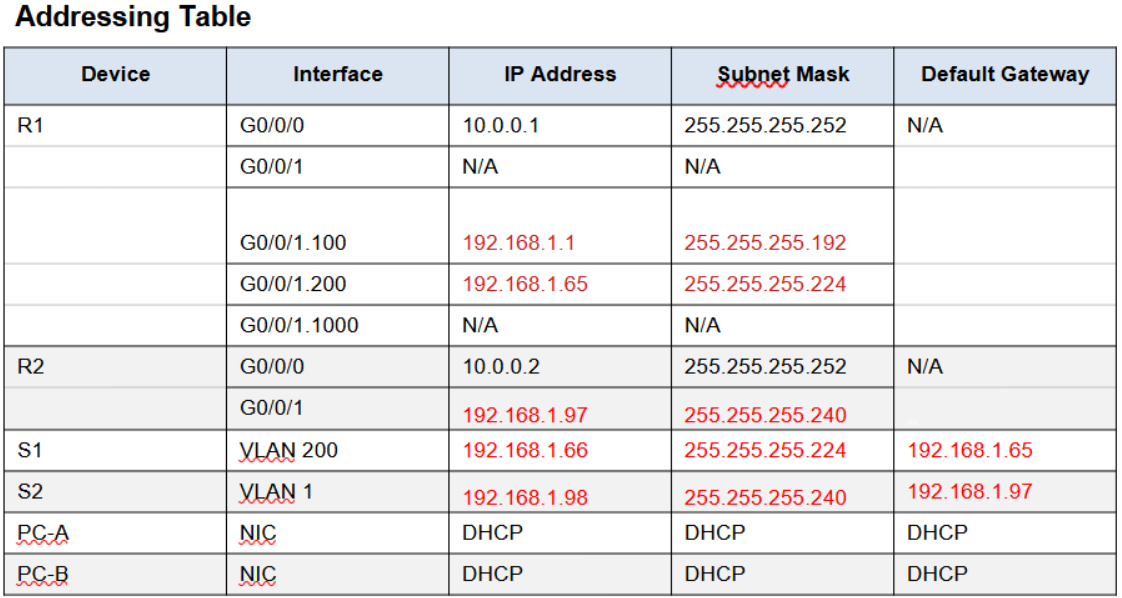 Addressing Table
Device Interface IP Address Subnet Mask Default Gateway
R1 G0/0/0 10.0.0.1 255.255.255.252 N/A
G0/0/1 N/A N/A
G0/0/1.100 192.168.1.1 255.255.255.192
G0/0/1.200 192.168.1.65 255.255.255.224
G0/0/1.1000 N/A N/A
R2 G0/0/0 10.0.0.2 255.255.255.252 N/A
G0/0/1 192.168.1.97 255.255.255.240
S1 VLAN 200 192.168.1.66 255.255.255.224 192.168.1.65
S2 VLAN 1 192.168.1.98 255.255.255.240 192.168.1.97
PC-A NIC DHCP DHCP DHCP
PC-B NIC DHCP DHCP DHCP